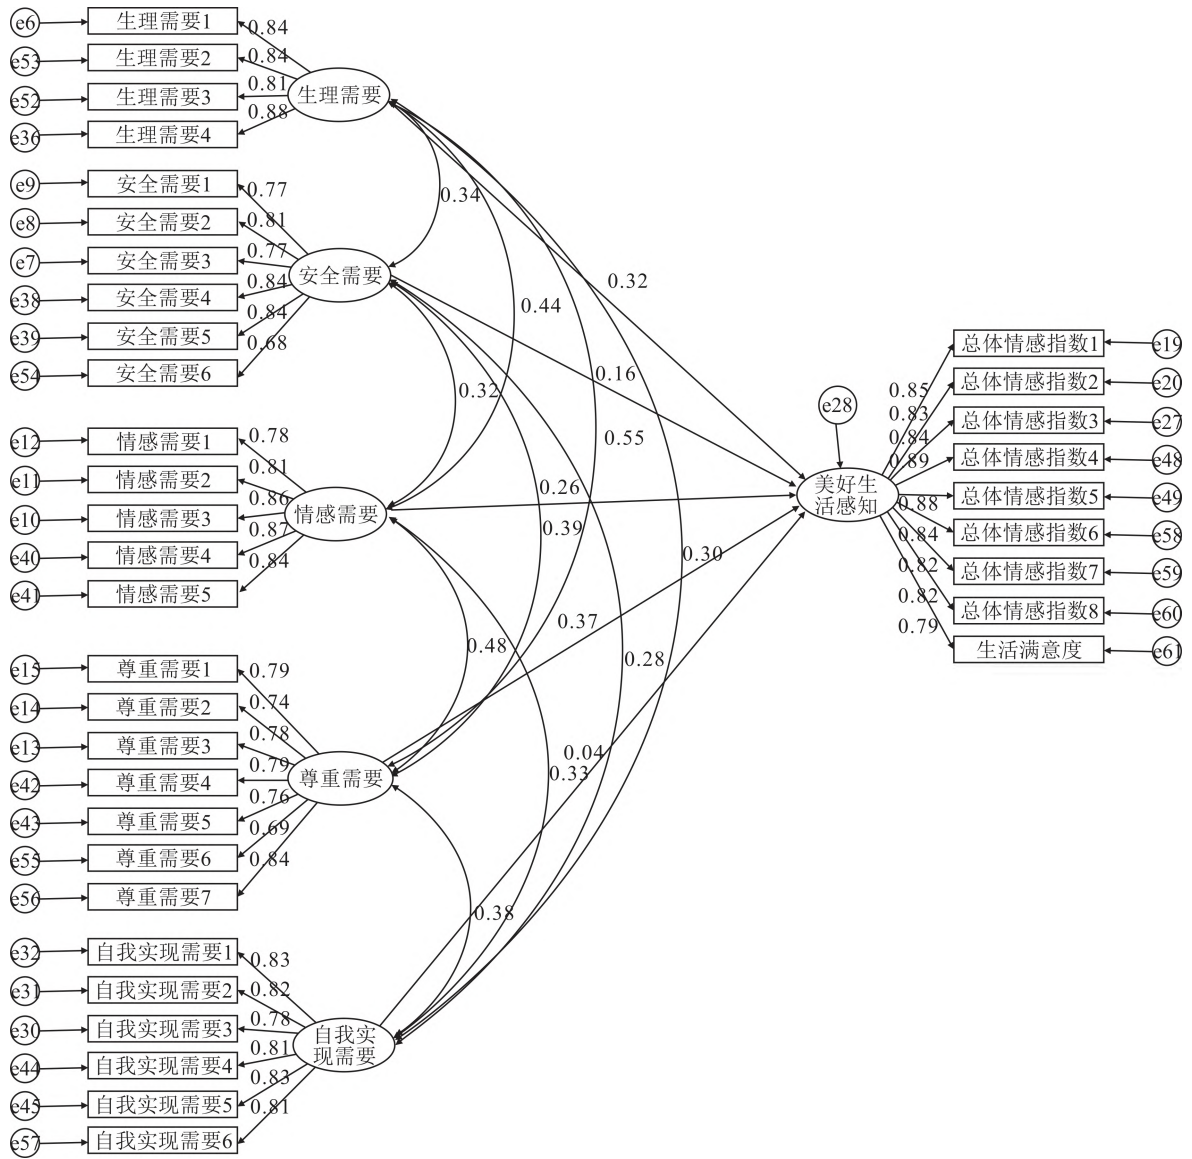 e6
生理需要1
0.84
e53
生理需要2
0.84
e52
生理需要3
0.81
e36
生理需要4
0.88
生理需要
e9
安全需要1
0.77
e8
安全需要2
0.81
e7
安全需要3
0.77
e38
安全需要4
0.84
e39
安全需要5
0.84
e54
安全需要6
0.68
安全需要
e12
情感需要1
0.78
e11
情感需要2
0.81
e10
情感需要3
0.86
e40
情感需要4
0.87
e41
情感需要5
0.84
情感需要
e15
尊重需要1
0.79
e14
尊重需要2
0.74
e13
尊重需要3
0.78
e42
尊重需要4
0.79
e43
尊重需要5
0.76
e55
尊重需要6
0.69
e56
尊重需要7
0.84
尊重需要
e32
自我实现需要1
0.83
e31
自我实现需要2
0.82
e30
自我实现需要3
0.78
e44
自我实现需要4
0.81
e45
自我实现需要5
0.83
e57
自我实现需要6
0.81
自我实
现需要
0.34
0.32
0.44
0.16
0.32
0.55
0.26
0.39
0.30
0.37
0.48
0.28
0.04
0.33
0.38
e28
美好生
活感知
0.85
总体情感指数1
e19
0.83
总体情感指数2
e20
0.84
总体情感指数3
e27
0.89
总体情感指数4
e48
0.88
总体情感指数5
e49
0.84
总体情感指数6
e58
0.82
总体情感指数7
e59
0.82
总体情感指数8
e60
0.79
生活满意度
e61